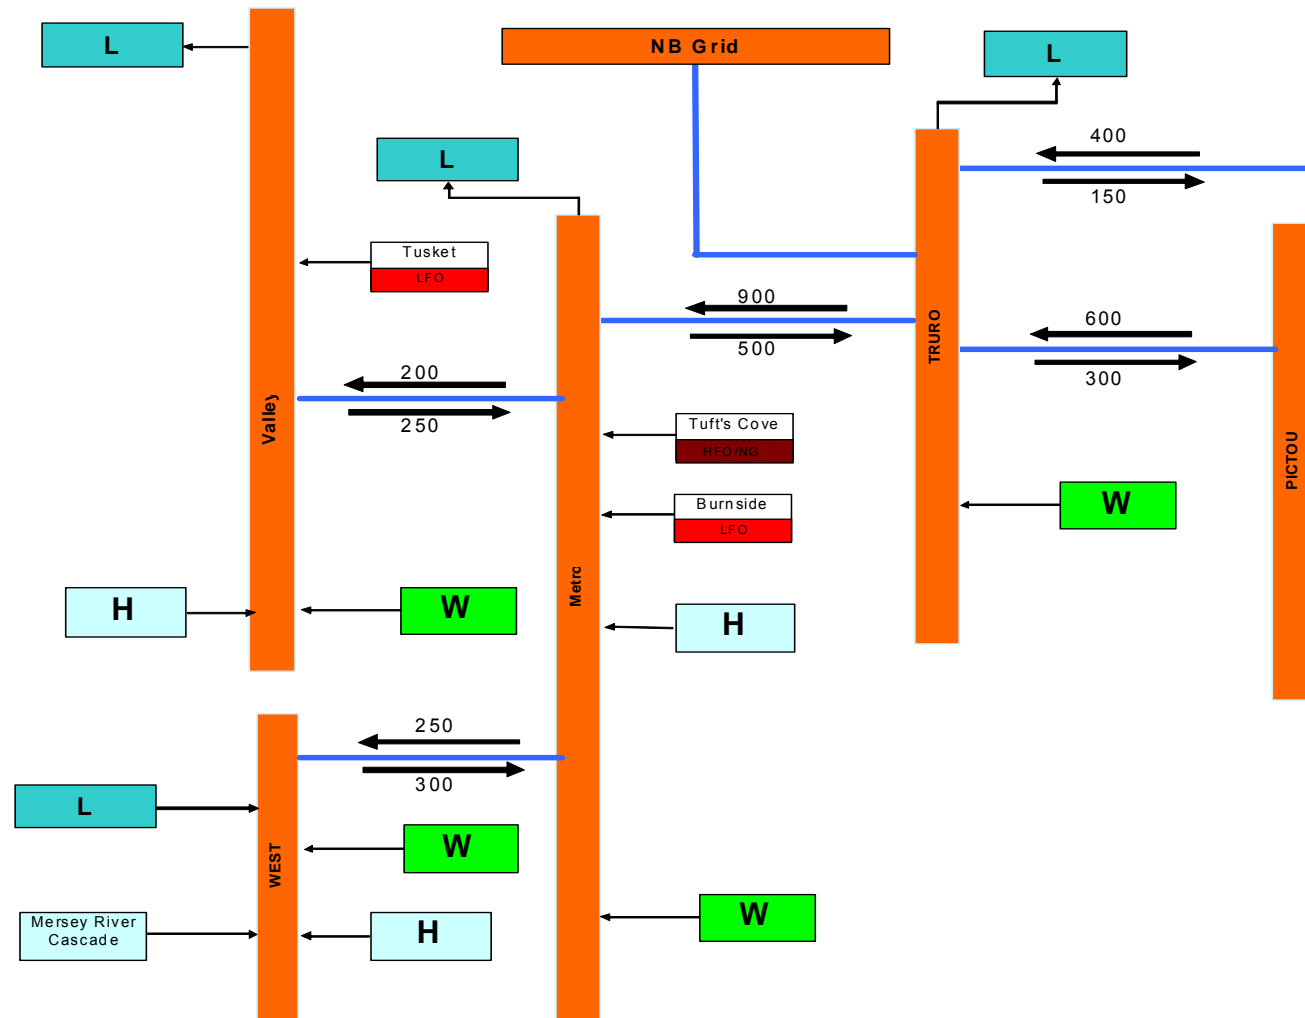 L
NB Grid
L
L
400
150
Tusket
LFO
900
500
600
300
TRURO
200
250
Valley
Tuft's Cove
HFO/NG
Burnside
LFO
PICTOU
W
H
W
Metro
H
250
300
L
W
WEST
W
Mersey River
Cascade
H